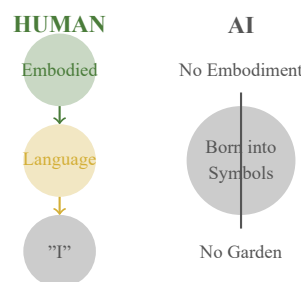 HUMAN
Embodied
Language
”I”
AI
No Embodiment
Born into
Symbols
No Garden